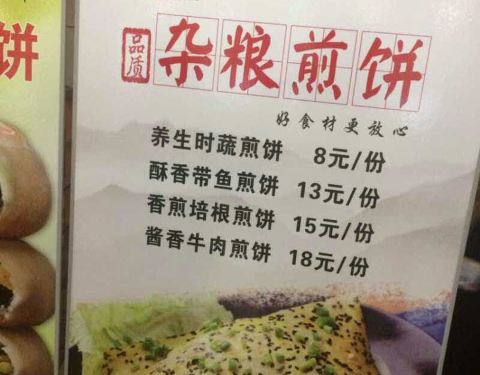 饼
品质
杂粮煎饼
好食材更放心
养生时蔬煎饼 8元/份
酥香带鱼煎饼 13元/份
香煎培根煎饼 15元/份
酱香牛肉煎饼 18元/份